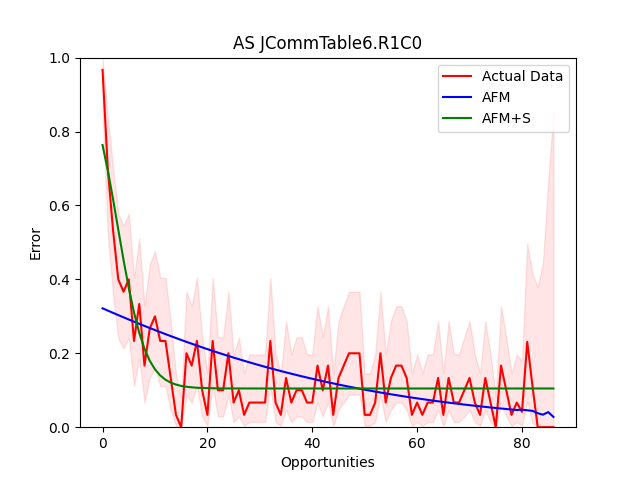 AS JCommTable6.R1C0
Actual Data
AFM
AFM+S
Error
1.0
0.8
0.6
0.4
0.2
0.0
0 20 40 60 80
Opportunities